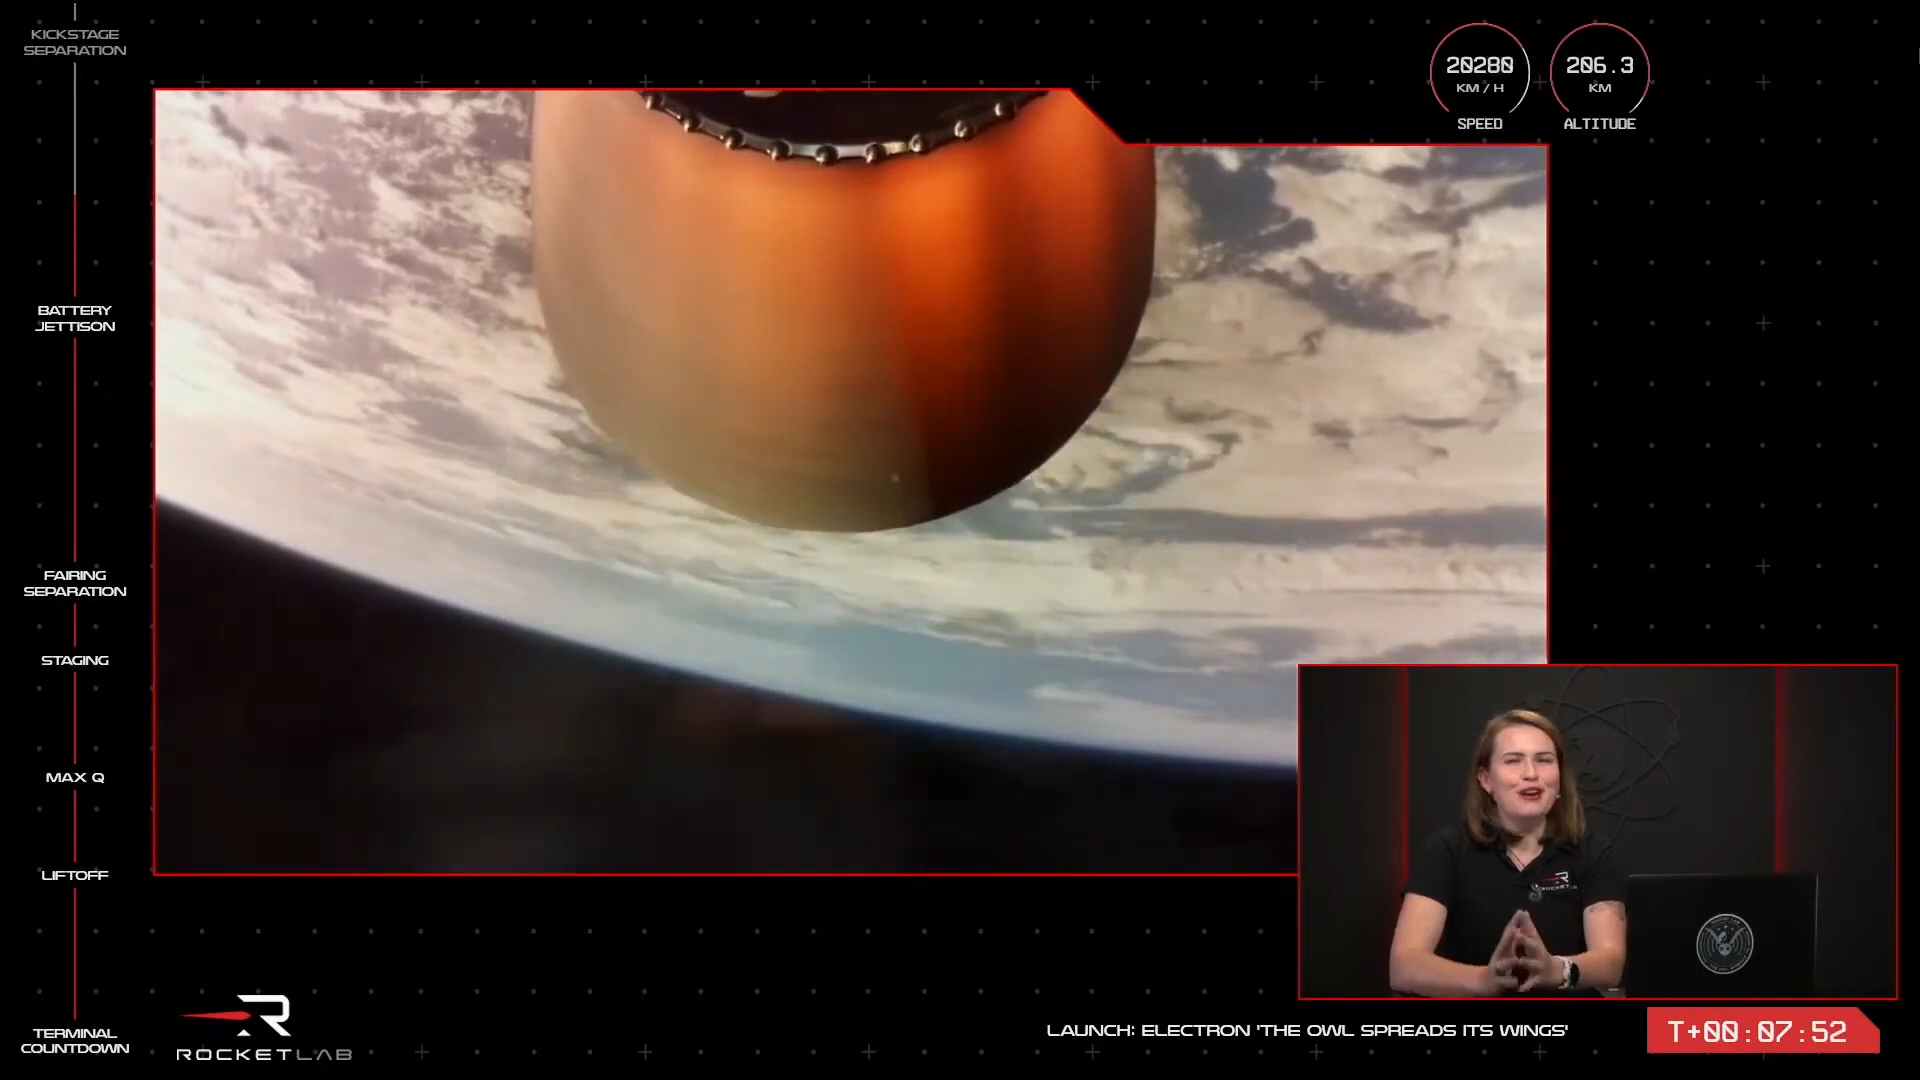 KICKSTAGE
SEPARATION
20280
KM / H
SPEED
206.3
KM
ALTITUDE
BATTERY
JETTISON
FAIRING
SEPARATION
STAGING
MAX Q
LIFTOFF
TERMINAL
COUNTDOWN
ROCKETLAB
LAUNCH: ELECTRON 'THE OWL SPREADS ITS WINGS'
T+00:07:52